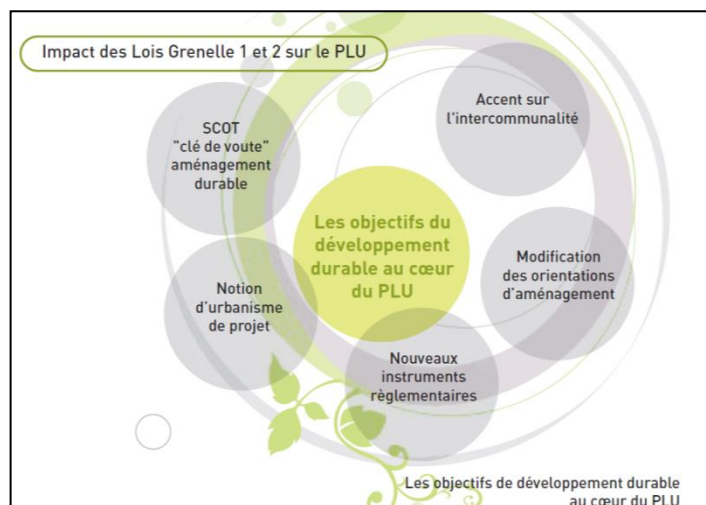 Impact des Lois Grenelle 1 et 2 sur le PLU
SCOT
"clé de voute"
aménagement
durable
Accent sur
l'intercommunalité
Les objectifs du
développement
durable au cœur
du PLU
Modification
des orientations
d'aménagement
Notion
d'urbanisme
de projet
Nouveaux
instruments
règlementaires
Les objectifs de développement durable
au cœur du PLU